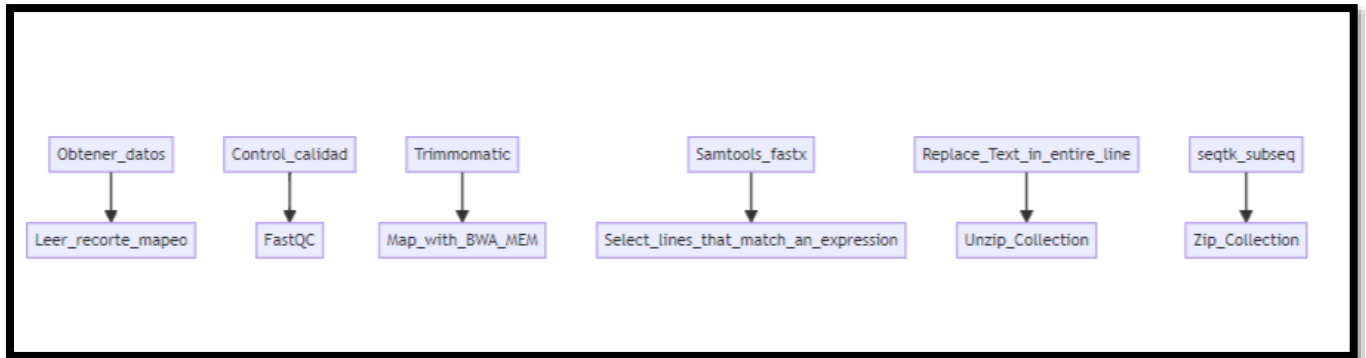 Obtener_datos
Control_calidad
Trimmomatic
Samtools_fastx
Replace_Text_in_entire_line
seqtk_subseq
Leer_recorte_mapeo
FastQC
Map_with_BWA_MEM
Select_lines_that_match_an_expression
Unzip_Collection
Zip_Collection